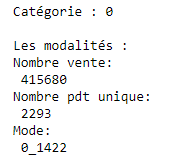 Catégorie : 0
Les modalités :
Nombre vente:
415680
Nombre pdt unique:
2293
Mode:
0_1422